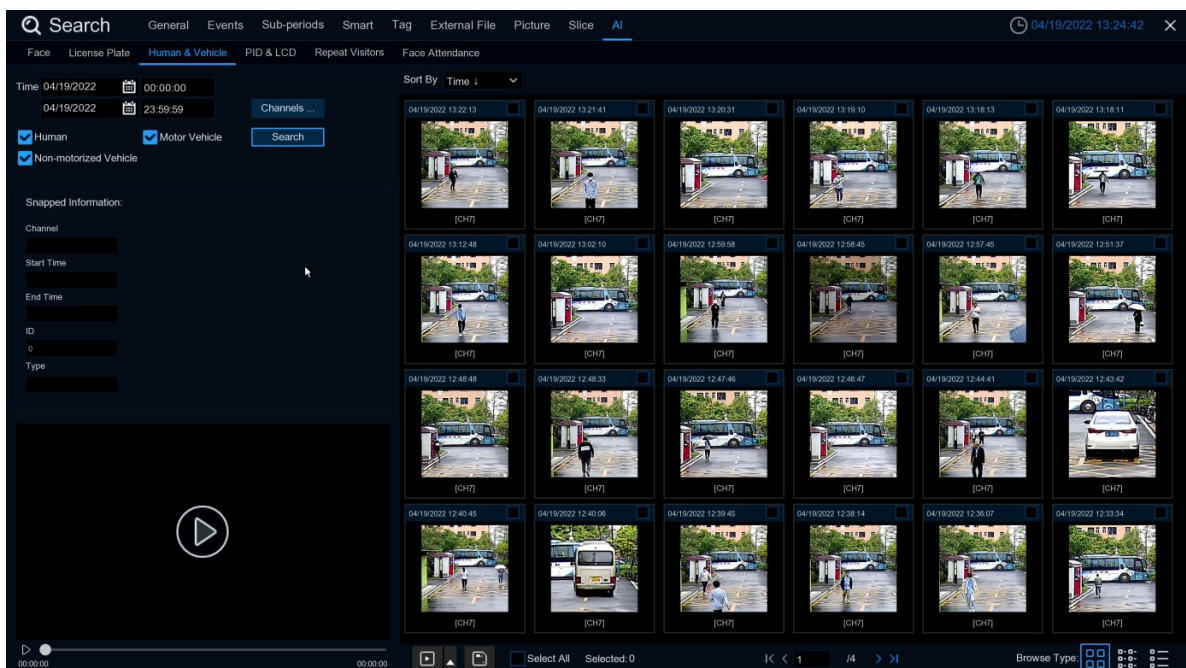 Search General Events Sub-periods Smart Tag External File Picture Slice AI 04/19/2022 13:24:42
Face License Plate Human & Vehicle PID & LCD Repeat Visitors Face Attendance
Time 04/19/2022 00:00:00
04/19/2022 23:59:59 Channels ...
Human Motor Vehicle Search
Non-motorized Vehicle
Snapped Information:
Channel
Start Time
End Time
ID
0
Type
00:00:00 00:00:00
Sort By Time ↓
04/19/2022 13:22:13 04/19/2022 13:21:41 04/19/2022 13:20:31 04/19/2022 13:19:10 04/19/2022 13:18:13 04/19/2022 13:18:11
[CH7] [CH7] [CH7] [CH7] [CH7] [CH7]
04/19/2022 13:12:48 04/19/2022 13:02:10 04/19/2022 12:59:58 04/19/2022 12:58:45 04/19/2022 12:57:45 04/19/2022 12:51:37
[CH7] [CH7] [CH7] [CH7] [CH7] [CH7]
04/19/2022 12:48:48 04/19/2022 12:48:33 04/19/2022 12:47:46 04/19/2022 12:46:47 04/19/2022 12:44:41 04/19/2022 12:43:42
[CH7] [CH7] [CH7] [CH7] [CH7] [CH7]
04/19/2022 12:40:45 04/19/2022 12:40:06 04/19/2022 12:39:45 04/19/2022 12:38:14 04/19/2022 12:36:07 04/19/2022 12:33:34
[CH7] [CH7] [CH7] [CH7] [CH7] [CH7]
Select All Selected: 0 1 /4 Browse Type: